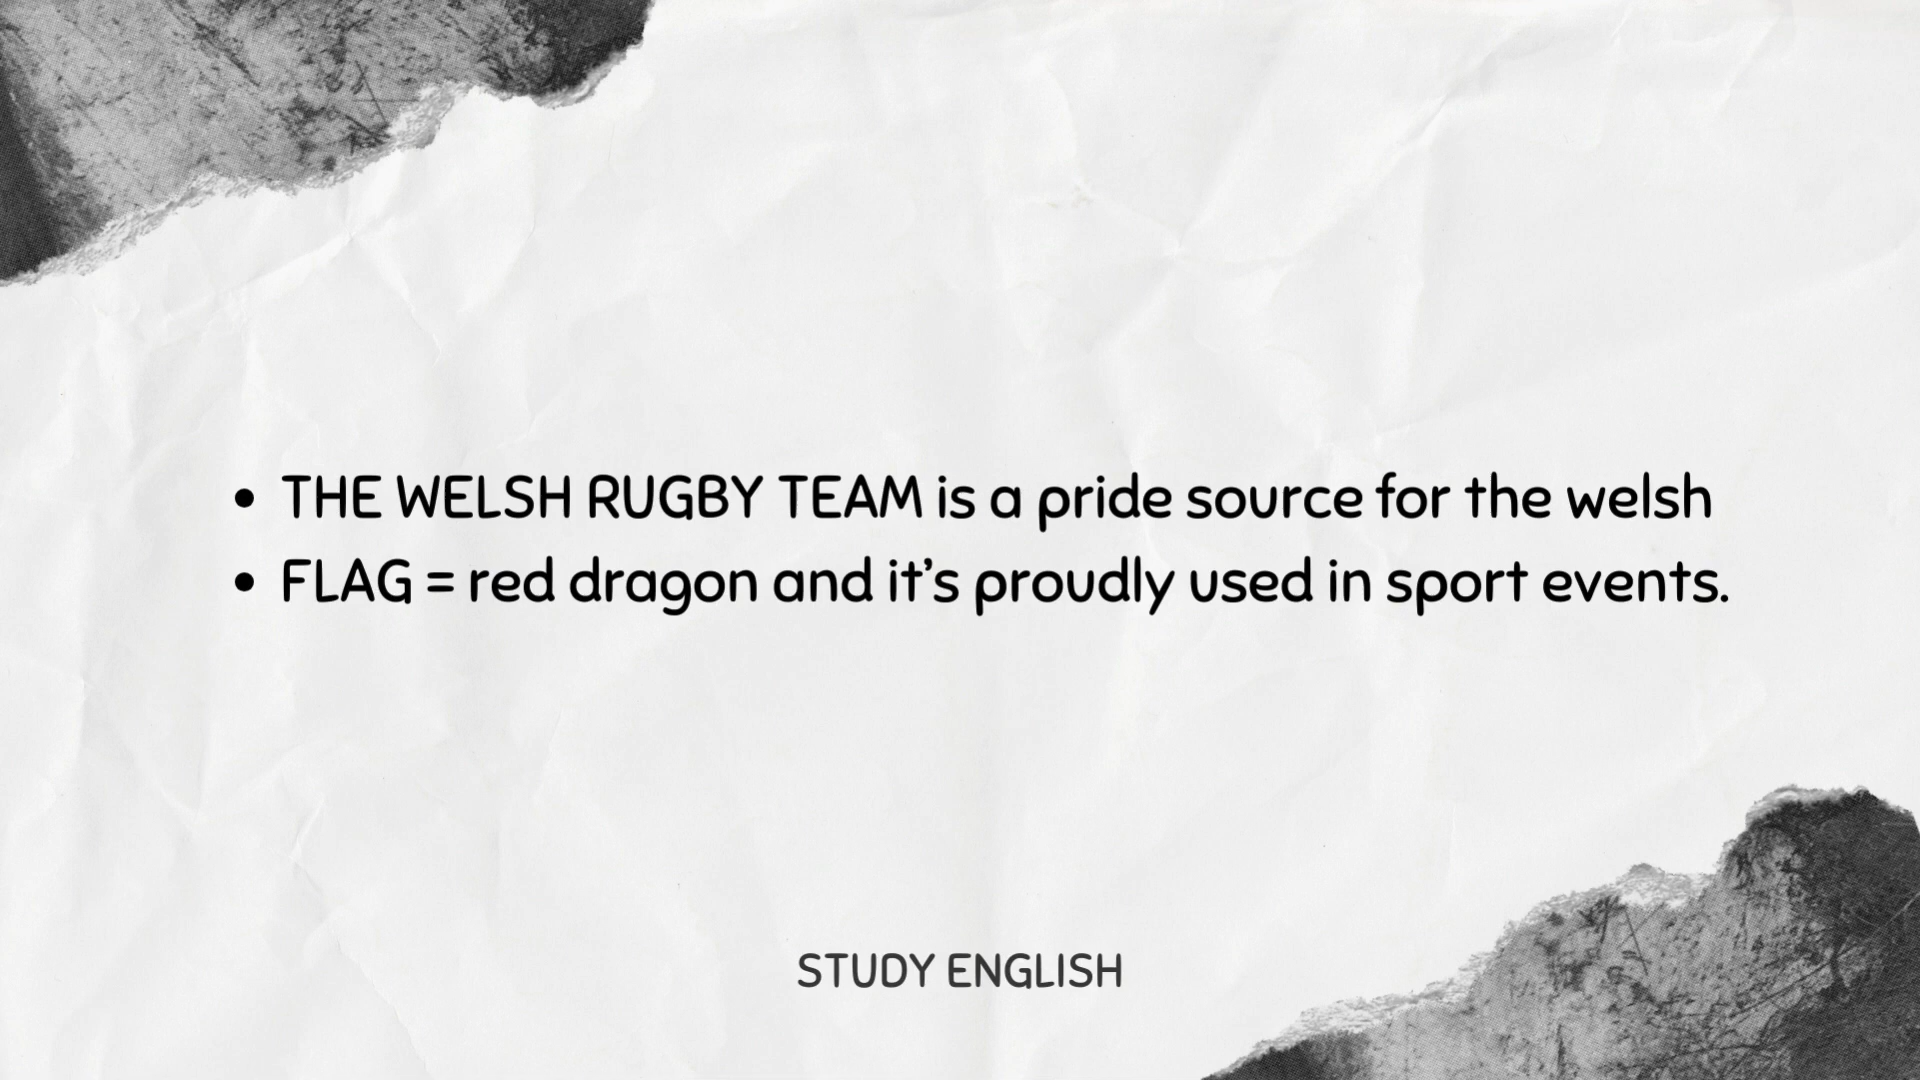 • THE WELSH RUGBY TEAM is a pride source for the welsh
• FLAG = red dragon and it’s proudly used in sport events.
STUDY ENGLISH